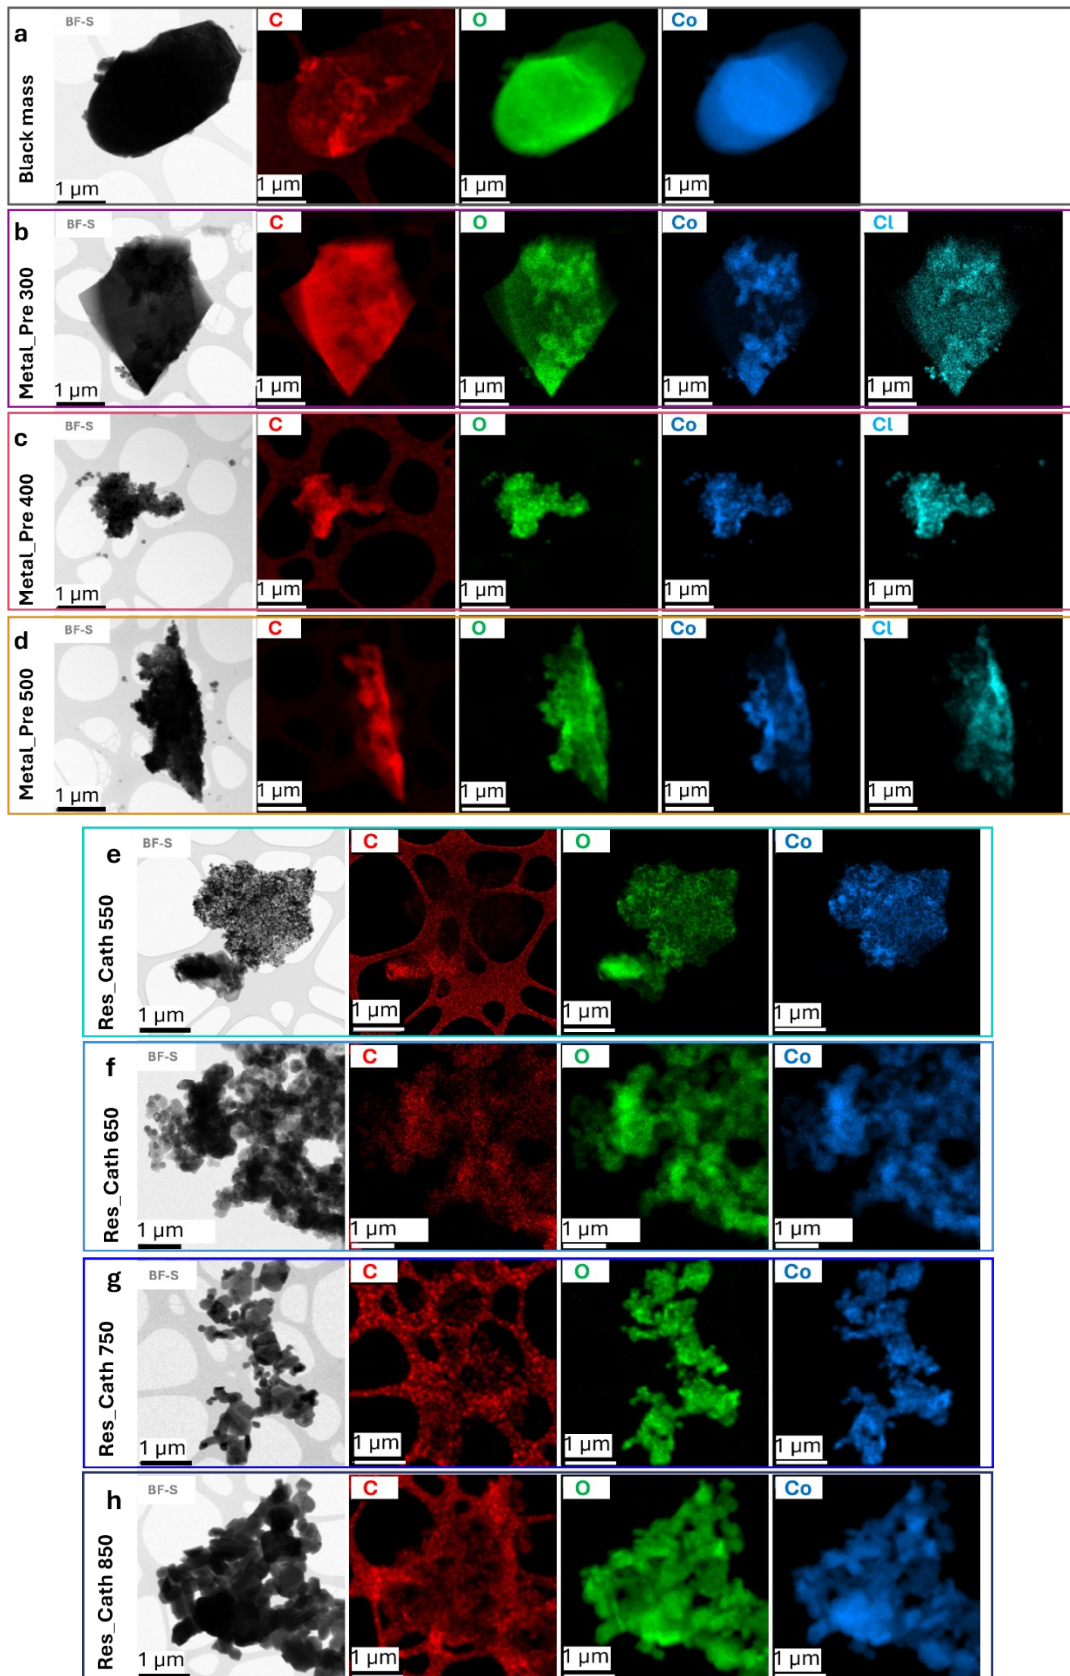 a
Black mass
BF-S
C
O
Co
1 µm
1 µm
1 µm
1 µm
b
Metal_Pre 300
BF-S
C
O
Co
Cl
1 µm
1 µm
1 µm
1 µm
1 µm
c
Metal_Pre 400
BF-S
C
O
Co
Cl
1 µm
1 µm
1 µm
1 µm
1 µm
d
Metal_Pre 500
BF-S
C
O
Co
Cl
1 µm
1 µm
1 µm
1 µm
1 µm
e
Res_Cath 550
BF-S
C
O
Co
1 µm
1 µm
1 µm
1 µm
f
Res_Cath 650
BF-S
C
O
Co
1 µm
1 µm
1 µm
1 µm
g
Res_Cath 750
BF-S
C
O
Co
1 µm
1 µm
1 µm
1 µm
h
Res_Cath 850
BF-S
C
O
Co
1 µm
1 µm
1 µm
1 µm